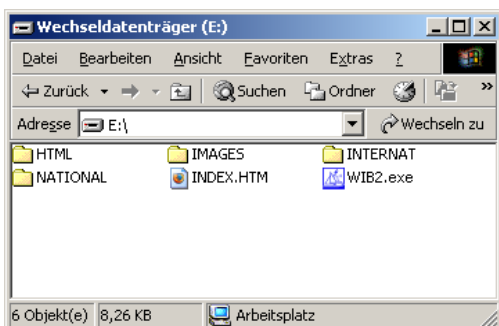 Wechseldatenträger (E:)
Datei Bearbeiten Ansicht Favoriten Extras ?
Zurück Suchen Ordner »
Adresse E:\ Wechseln zu
HTML IMAGES INTERNAT
NATIONAL INDEX.HTM WIB2.exe
6 Objekt(e) 8,26 KB Arbeitsplatz